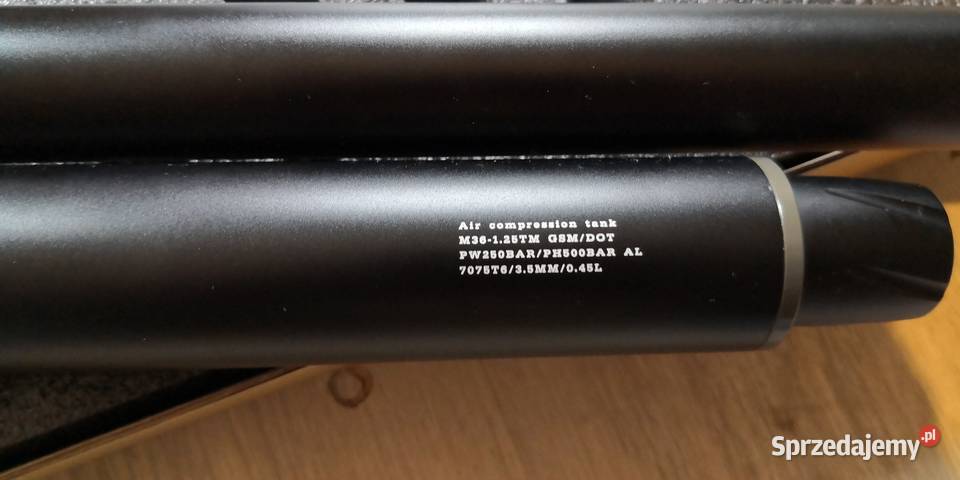 Air compression tank
M36-1.25TM GSM/DOT
PW250BAR/PH500BAR AL
7075T6/3.5MM/0.45L
Sprzedajemy.pl